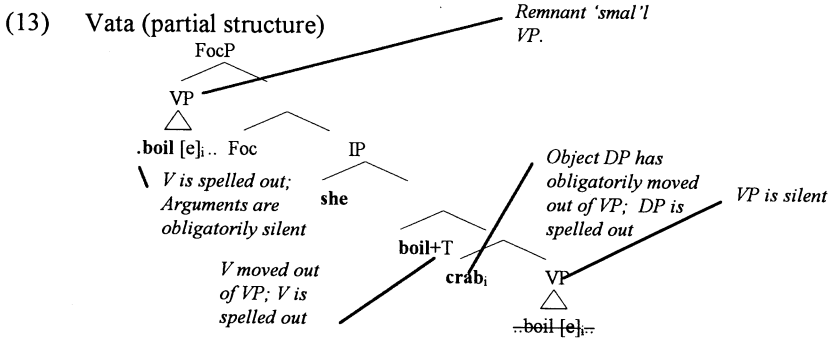 (13) Vata (partial structure)
Remnant ‘smal’l
VP.
FocP
VP
.boil [e]i.. Foc
IP
V is spelled out;
Arguments are
obligatorily silent
she
Object DP has
obligatorily moved
out of VP; DP is
spelled out
VP is silent
boil+T
V moved out
of VP; V is
spelled out
crabi
VP
..boil [e]i..